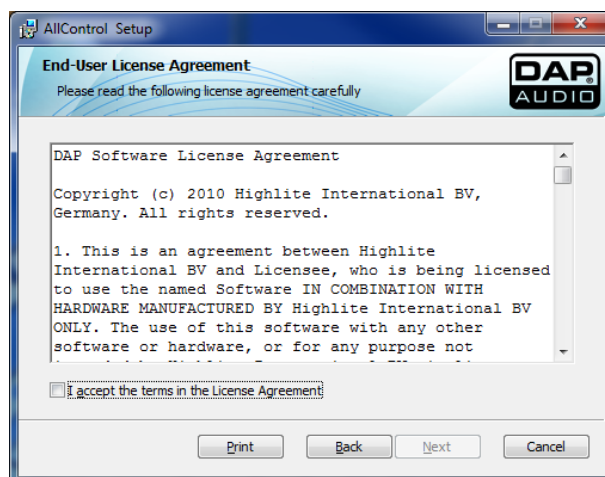 AllControl Setup
End-User License Agreement
Please read the following license agreement carefully
DAP
AUDIO
DAP Software License Agreement
Copyright (c) 2010 Highlite International BV,
Germany. All rights reserved.
1. This is an agreement between Highlite
International BV and Licensee, who is being licensed
to use the named Software IN COMBINATION WITH
HARDWARE MANUFACTURED BY Highlite International BV
ONLY. The use of this software with any other
software or hardware, or for any purpose not
I accept the terms in the License Agreement
Print
Back
Next
Cancel